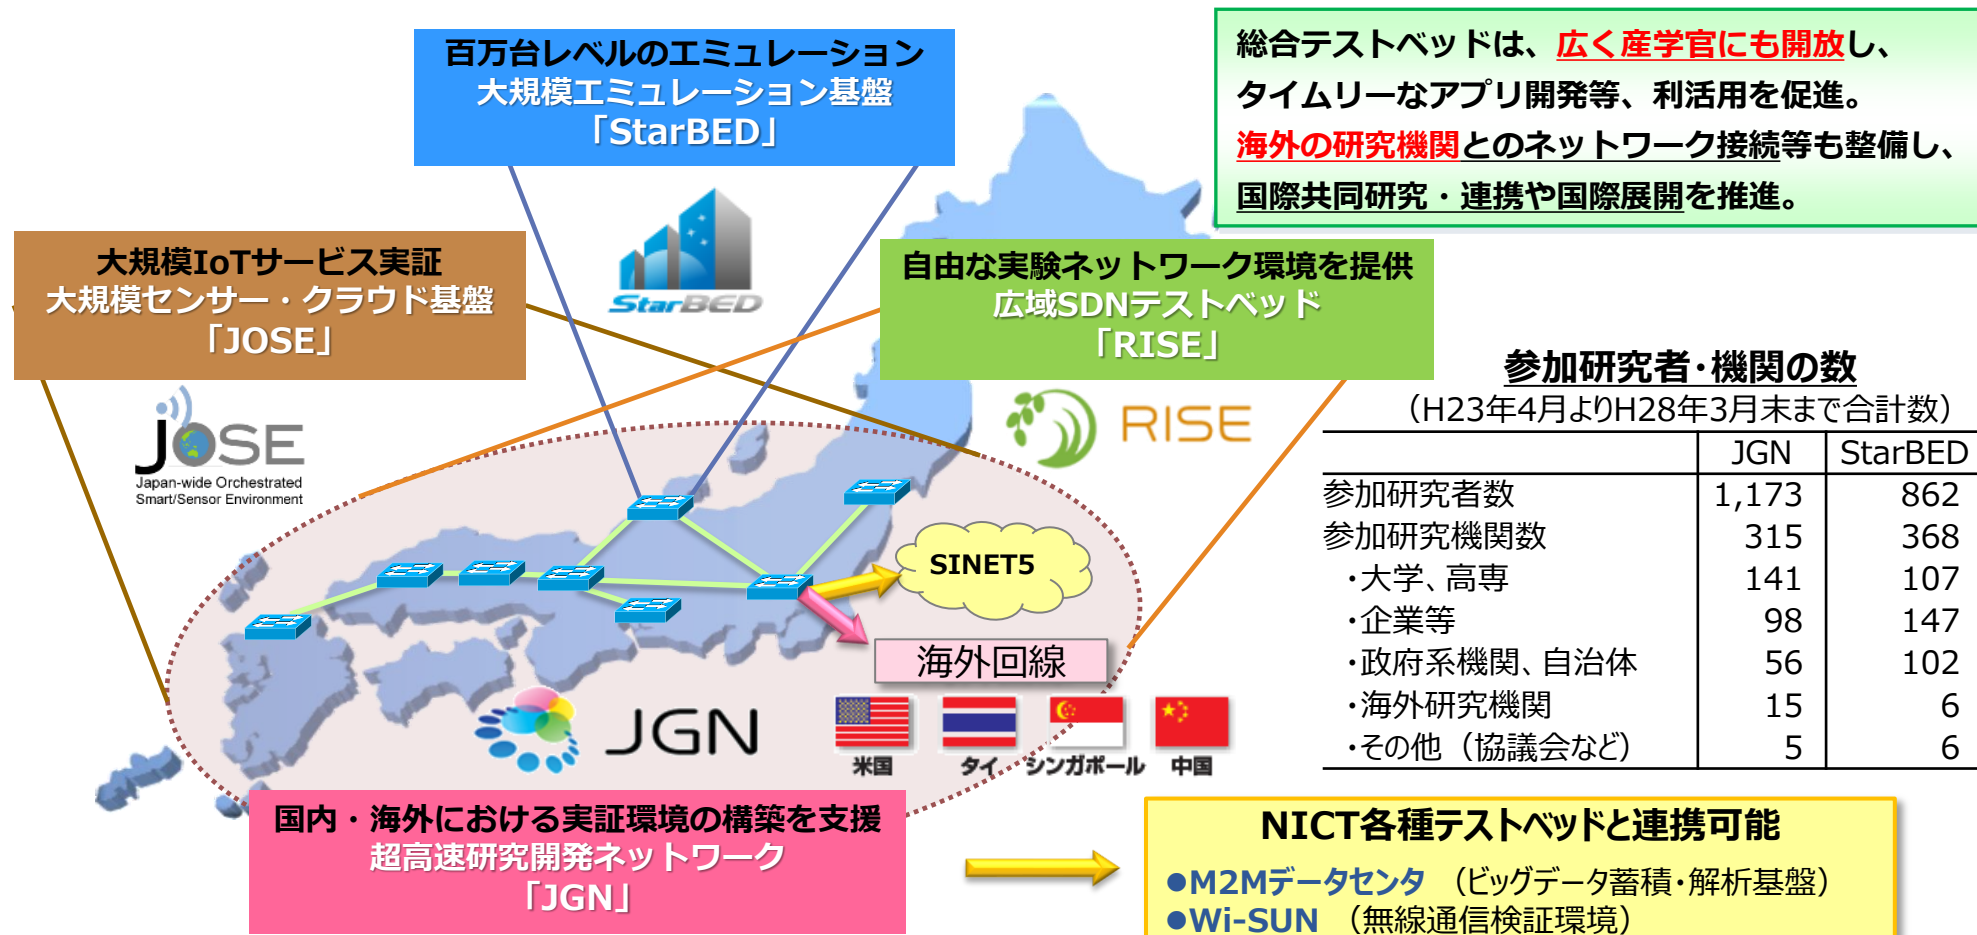 百万台レベルのエミュレーション
大規模エミュレーション基盤
「StarBED」
総合テストベッドは、広く産学官にも開放し、
タイムリーなアプリ開発等、利活用を促進。
海外の研究機関とのネットワーク接続等も整備し、
国際共同研究・連携や国際展開を推進。
StarBED
大規模IoTサービス実証
大規模センサー・クラウド基盤
「JOSE」
自由な実験ネットワーク環境を提供
広域SDNテストベッド
「RISE」
JOSE
Japan-wide Orchestrated
Smart/Sensor Environment
RISE
参加研究者・機関の数
（H23年4月よりH28年3月末まで合計数）
JGN StarBED
参加研究者数 1,173 862
参加研究機関数 315 368
・大学、高専 141 107
・企業等 98 147
・政府系機関、自治体 56 102
・海外研究機関 15 6
・その他（協議会など） 5 6
SINET5
海外回線
JGN
米国 タイ シンガポール 中国
国内・海外における実証環境の構築を支援
超高速研究開発ネットワーク
「JGN」
NICT各種テストベッドと連携可能
●M2Mデータセンタ （ビッグデータ蓄積・解析基盤）
●Wi-SUN （無線通信検証環境）